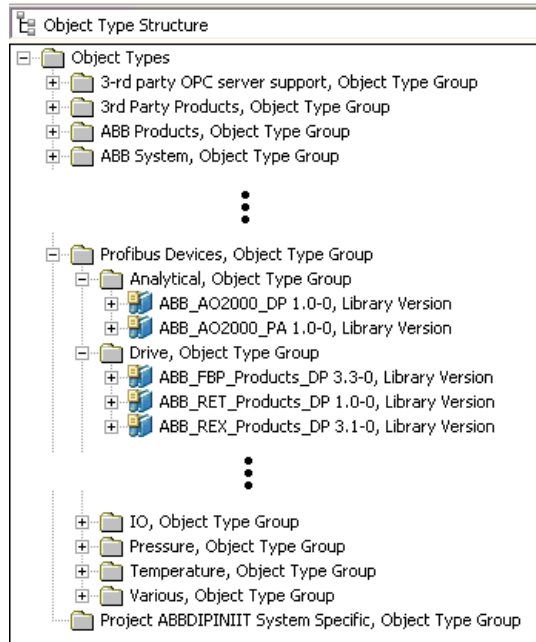 Object Type Structure
Object Types
3-rd party OPC server support, Object Type Group
3rd Party Products, Object Type Group
ABB Products, Object Type Group
ABB System, Object Type Group
Profibus Devices, Object Type Group
Analytical, Object Type Group
ABB_AO2000_DP 1.0-0, Library Version
ABB_AO2000_PA 1.0-0, Library Version
Drive, Object Type Group
ABB_FBP_Products_DP 3.3-0, Library Version
ABB_RET_Products_DP 1.0-0, Library Version
ABB_REX_Products_DP 3.1-0, Library Version
IO, Object Type Group
Pressure, Object Type Group
Temperature, Object Type Group
Various, Object Type Group
Project ABBDIPINIIT System Specific, Object Type Group